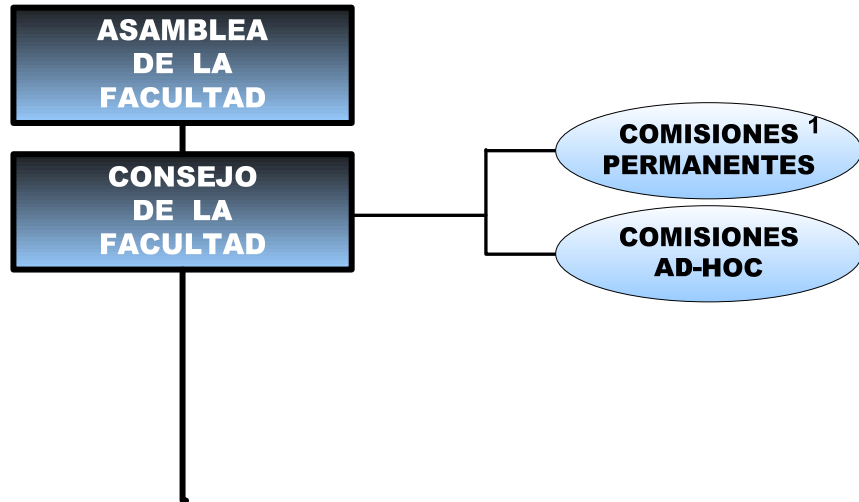 ASAMBLEA
DE LA
FACULTAD
CONSEJO
DE LA
FACULTAD
COMISIONES 1
PERMANENTES
COMISIONES
AD-HOC